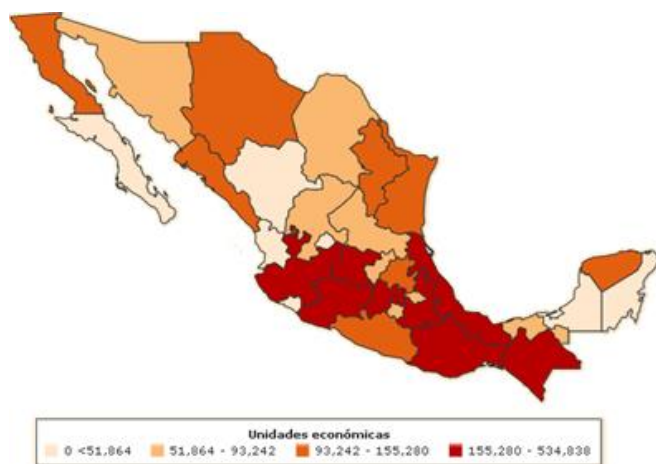 Unidades económicas
0 <51,864 51,864 - 93,242 93,242 - 155,280 155,280 - 534,838